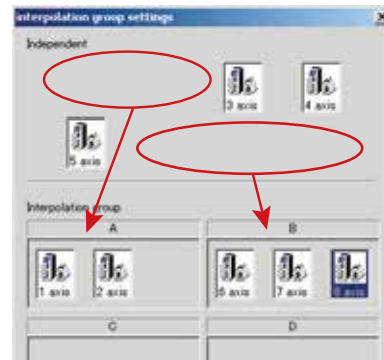 interpolation group settings
Independent
3 axis
4 axis
5 axis
Interpolation group
A
B
1 axis
2 axis
6 axis
7 axis
8 axis
C
D